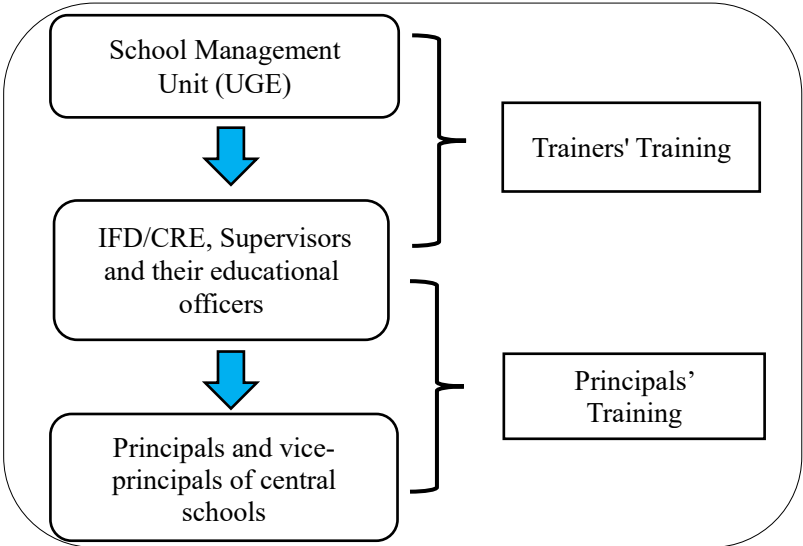 School Management
Unit (UGE)
Trainers' Training
IFD/CRE, Supervisors
and their educational
officers
Principals’
Training
Principals and vice-
principals of central
schools